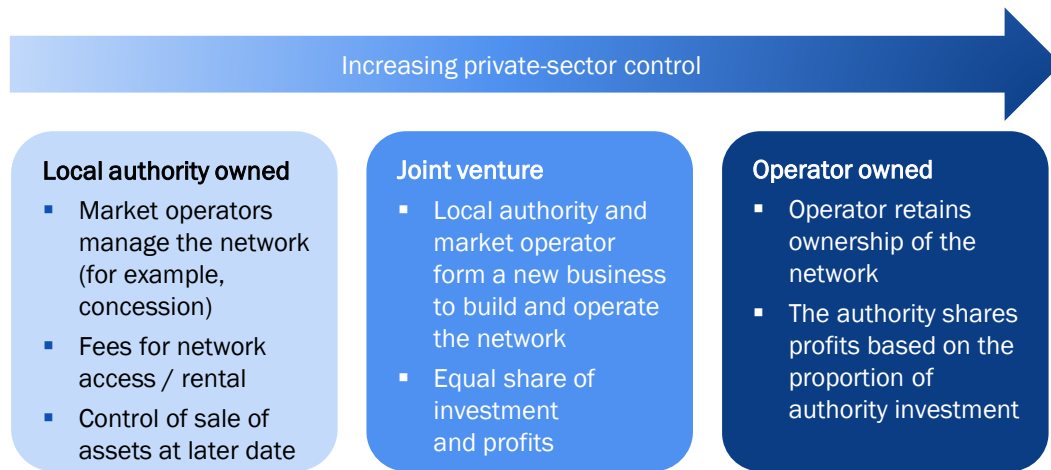 Increasing private-sector control
Local authority owned
▪ Market operators
manage the network
(for example,
concession)
▪ Fees for network
access / rental
▪ Control of sale of
assets at later date
Joint venture
▪ Local authority and
market operator
form a new business
to build and operate
the network
▪ Equal share of
investment
and profits
Operator owned
▪ Operator retains
ownership of the
network
▪ The authority shares
profits based on the
proportion of
authority investment